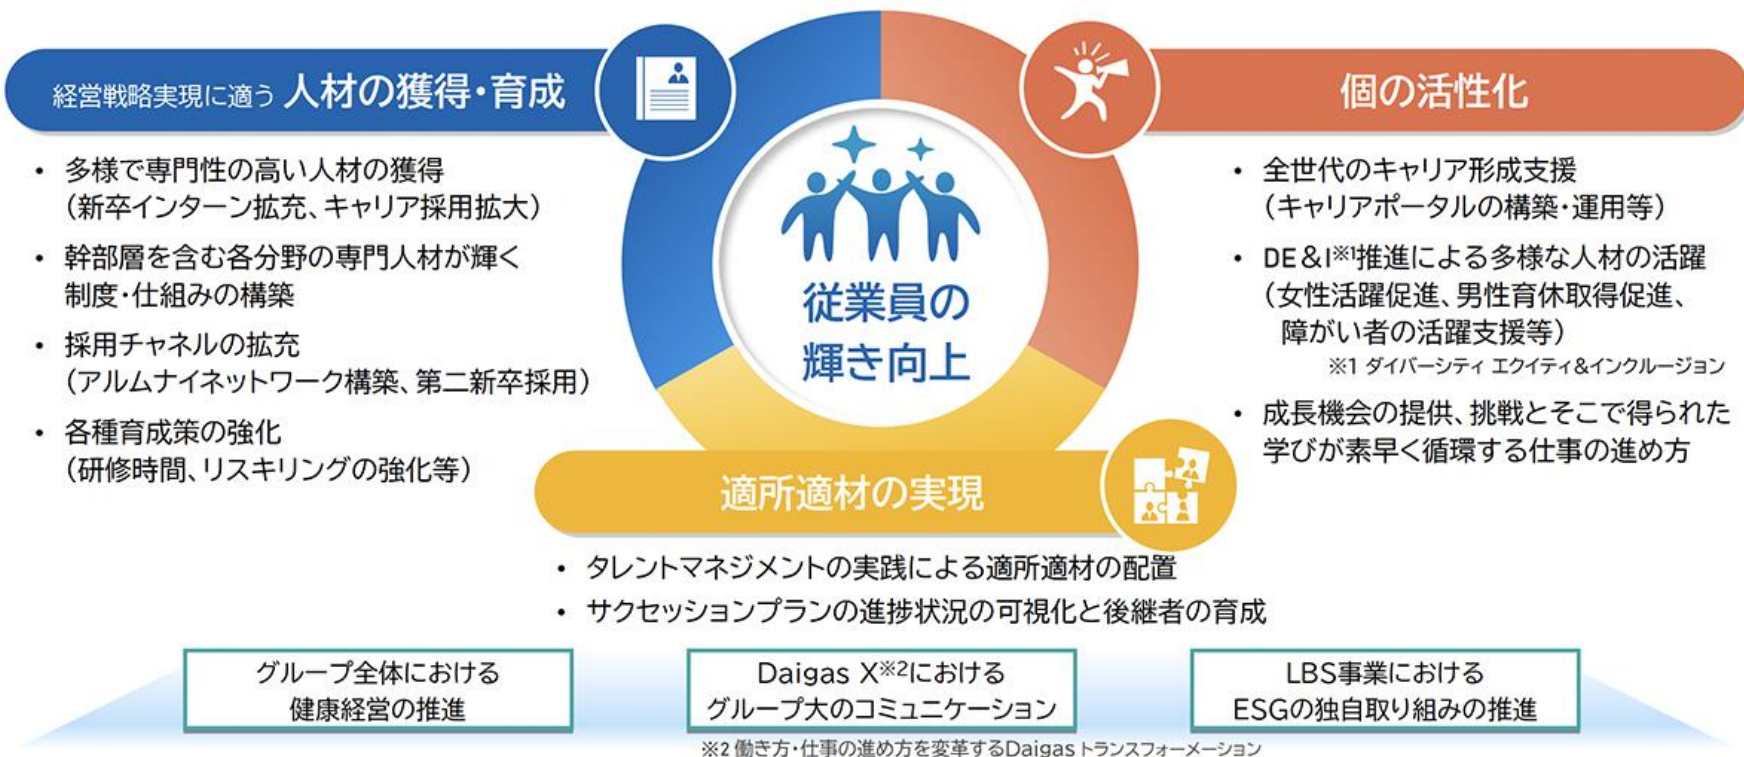 経営戦略実現に適う 人材の獲得・育成
• 多様で専門性の高い人材の獲得
（新卒インターン拡充、キャリア採用拡大）
• 幹部層を含む各分野の専門人材が輝く
制度・仕組みの構築
• 採用チャネルの拡充
（アルムナイネットワーク構築、第二新卒採用）
• 各種育成策の強化
（研修時間、リスキリングの強化等）
従業員の
輝き向上
個の活性化
• 全世代のキャリア形成支援
（キャリアポータルの構築・運用等）
• DE&I※1推進による多様な人材の活躍
（女性活躍促進、男性育休取得促進、
障がい者の活躍支援等）
※1 ダイバーシティ エクイティ&インクルージョン
• 成長機会の提供、挑戦とそこで得られた
学びが素早く循環する仕事の進め方
適所適材の実現
• タレントマネジメントの実践による適所適材の配置
• サクセッションプランの進捗状況の可視化と後継者の育成
グループ全体における
健康経営の推進
Daigas X※2における
グループ大のコミュニケーション
LBS事業における
ESGの独自取り組みの推進
※2 働き方・仕事の進め方を変革するDaigas トランスフォーメーション